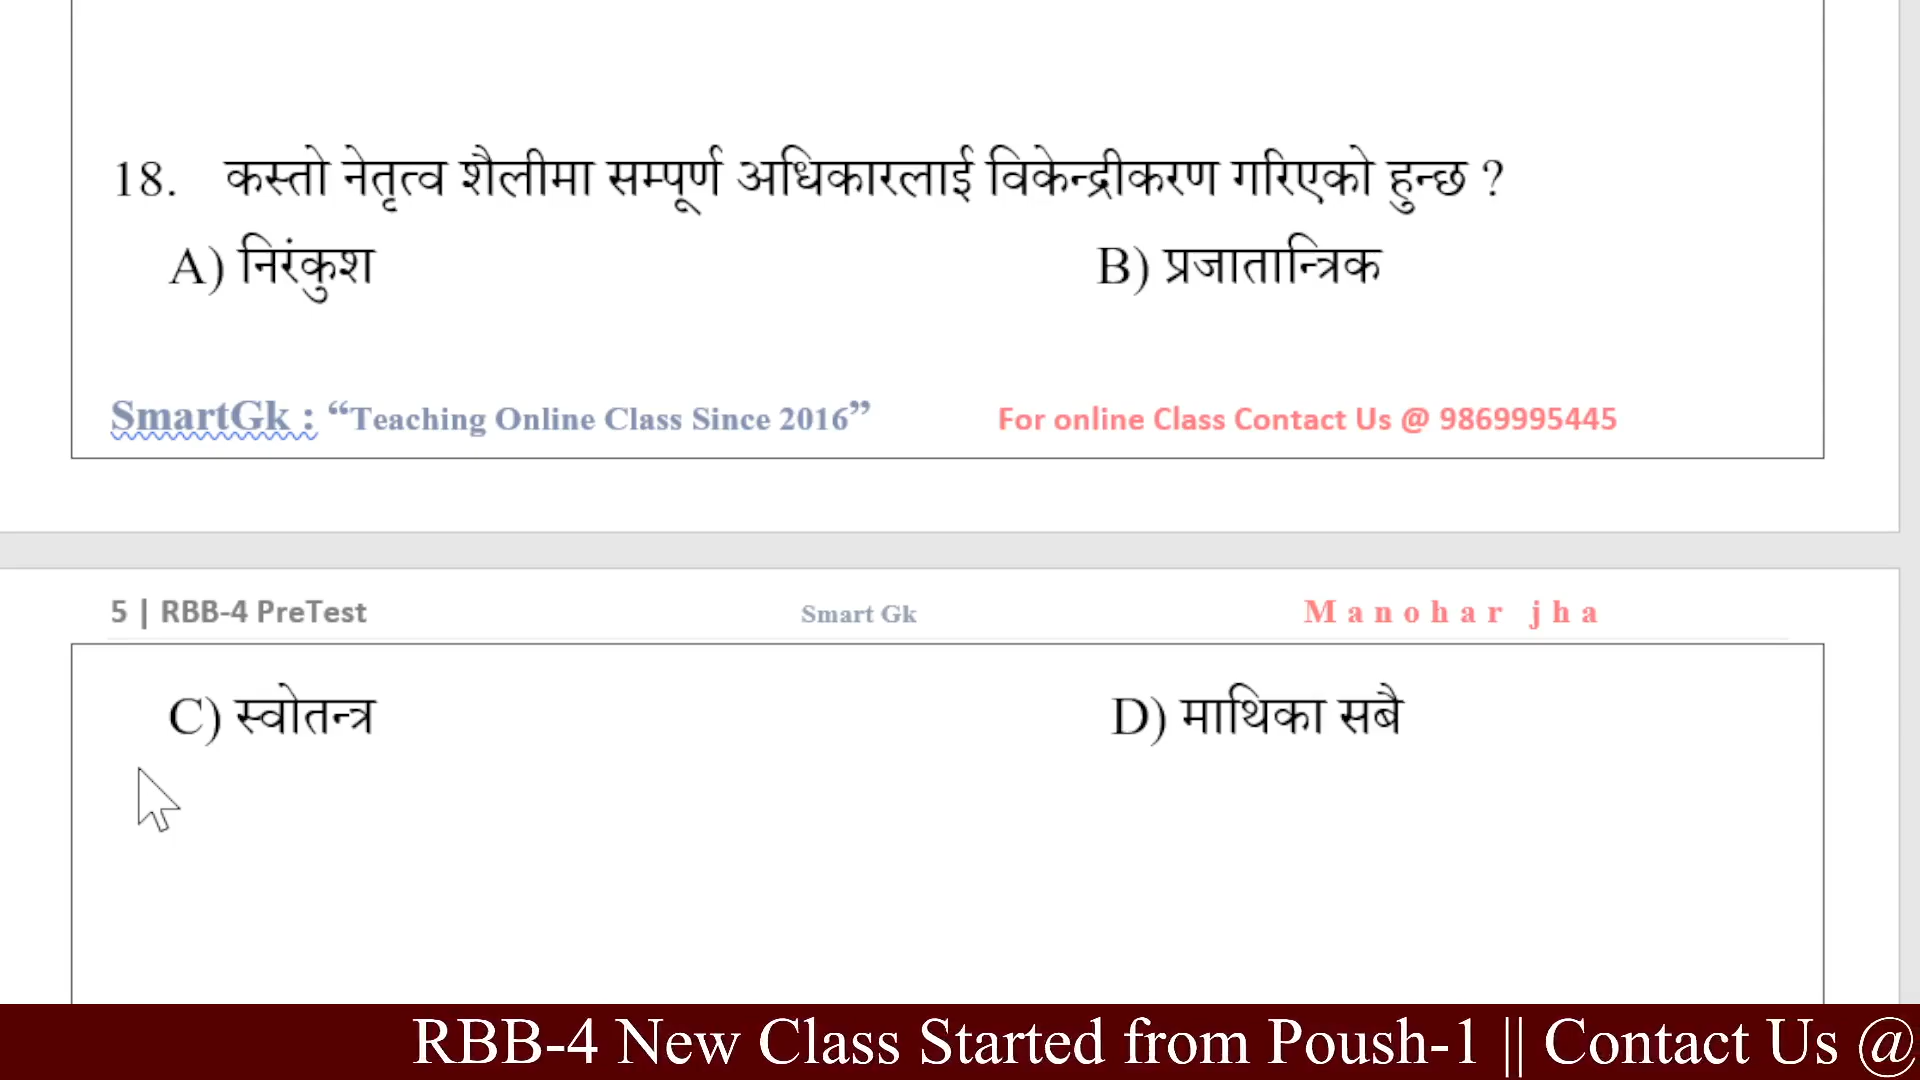 18. कस्तो नेतृत्व शैलीमा सम्पूर्ण अधिकारलाई विकेन्द्रीकरण गरिएको हुन्छ ?
A) निरंकुश B) प्रजातान्त्रिक
SmartGk : “Teaching Online Class Since 2016” For online Class Contact Us @ 9869995445
5 | RBB-4 PreTest Smart Gk Manohar jha
C) स्वोतन्त्र D) माथिका सबै
RBB-4 New Class Started from Poush-1 || Contact Us @